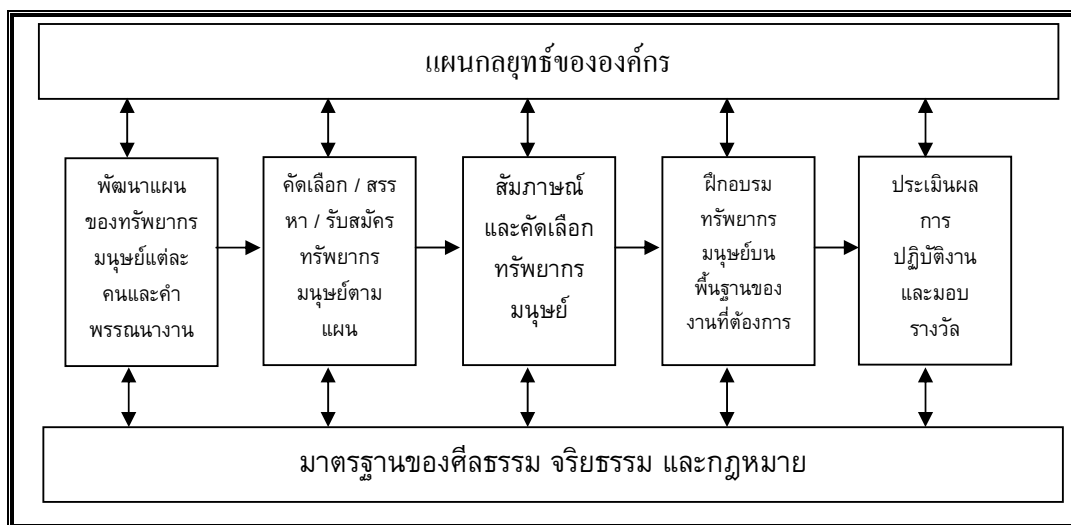 แผนกลยุทธ์ขององค์กร
พัฒนาแผน
ของทรัพยากร
มนุษย์แต่ละ
คนและคำ
พรรณนางาน
คัดเลือก / สรร
หา / รับสมัคร
ทรัพยากร
มนุษย์ตาม
แผน
สัมภาษณ์
และคัดเลือก
ทรัพยากร
มนุษย์
ฝึกอบรม
ทรัพยากร
มนุษย์บน
พื้นฐานของ
งานที่ต้องการ
ประเมินผล
การ
ปฏิบัติงาน
และมอบ
รางวัล
มาตรฐานของศีลธรรม จริยธรรม และกฎหมาย